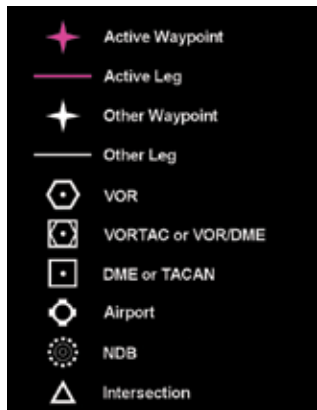 Active Waypoint
Active Leg
Other Waypoint
Other Leg
VOR
VORTAC or VOR/DME
DME or TACAN
Airport
NDB
Intersection